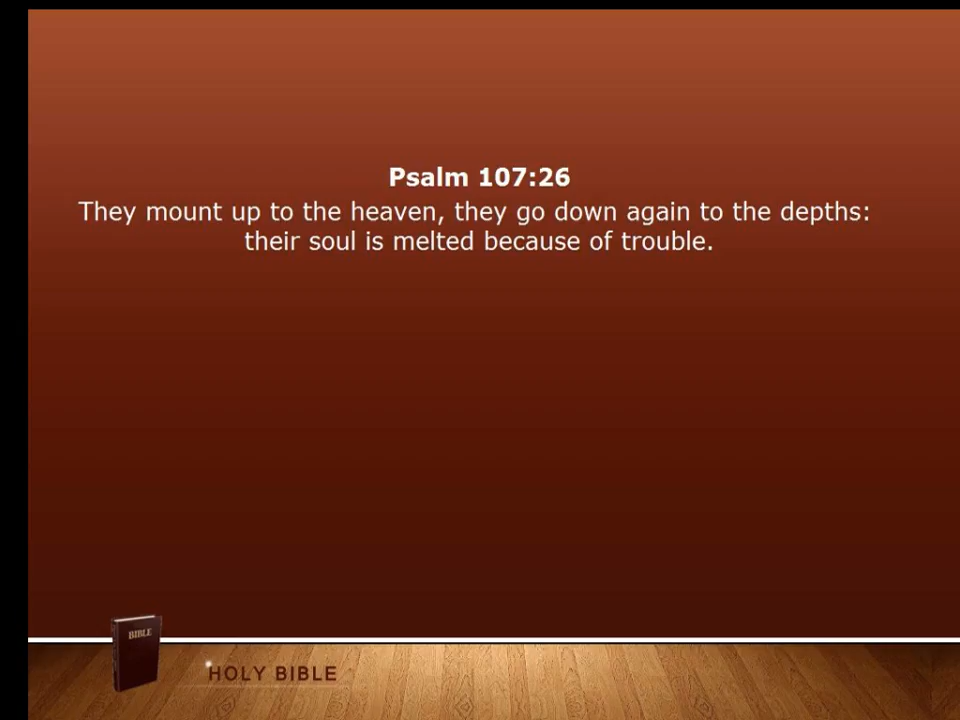 Psalm 107:26
They mount up to the heaven, they go down again to the depths:
their soul is melted because of trouble.
BIBLE
HOLY BIBLE